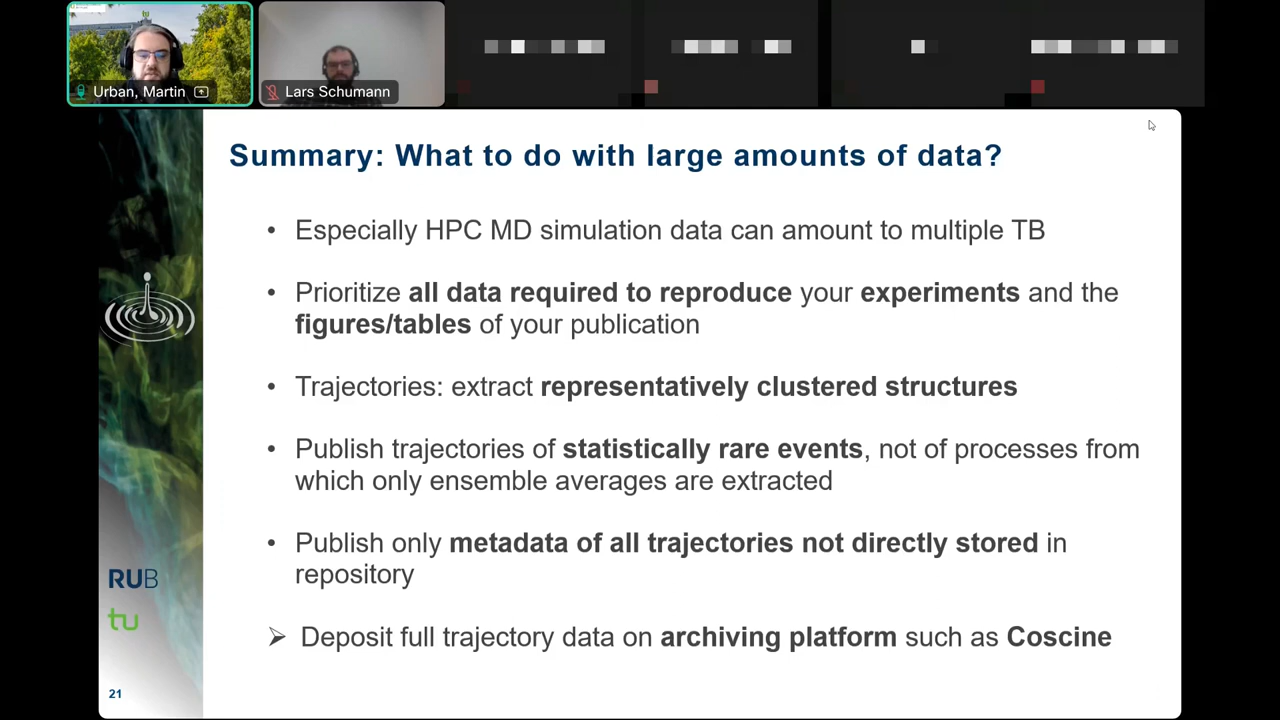 Urban, Martin
Lars Schumann
Summary: What to do with large amounts of data?
• Especially HPC MD simulation data can amount to multiple TB
• Prioritize all data required to reproduce your experiments and the
figures/tables of your publication
• Trajectories: extract representatively clustered structures
• Publish trajectories of statistically rare events, not of processes from
which only ensemble averages are extracted
• Publish only metadata of all trajectories not directly stored in
repository
➢ Deposit full trajectory data on archiving platform such as Coscine
RUB
tu
21